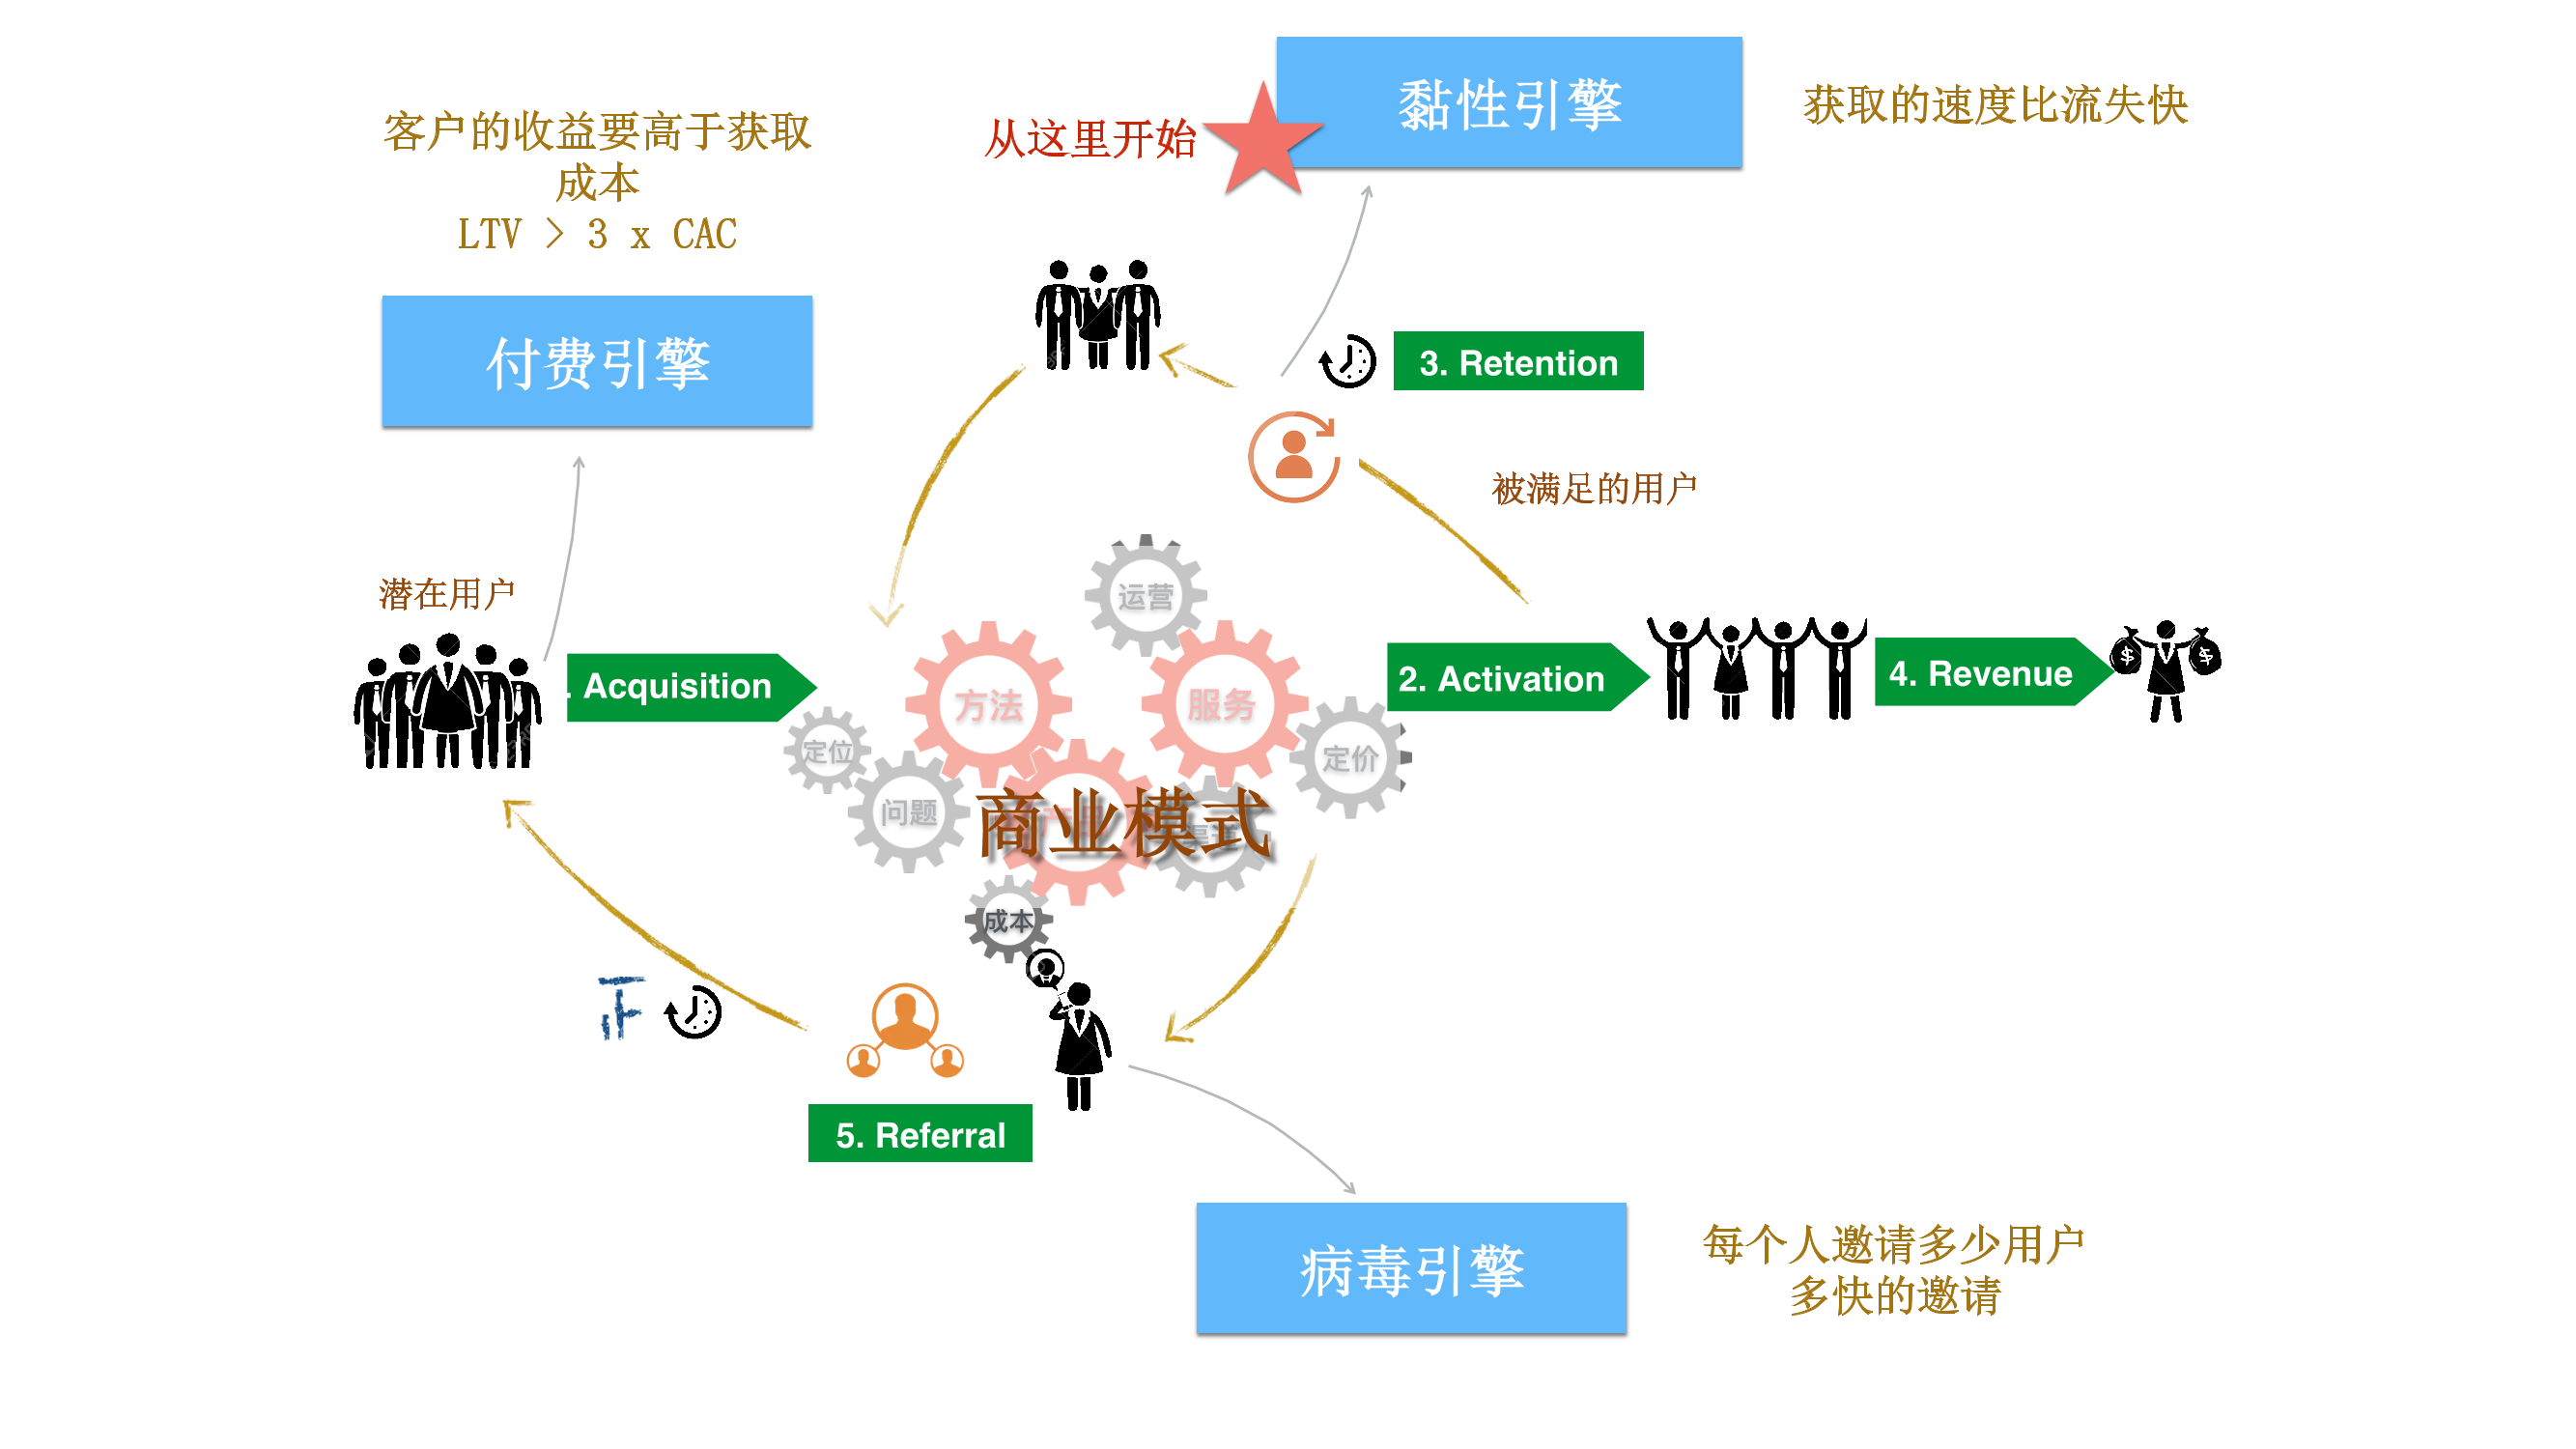 黏性引擎
获取的速度比流失快
从这里开始
客户的收益要高于获取
成本
LTV > 3 x CAC
付费引擎
3. Retention
被满足的用户
潜在用户
运营
. Acquisition
方法
服务
2. Activation
4. Revenue
定位
问题
定价
商业模式
成本
正
5. Referral
病毒引擎
每个人邀请多少用户
多快的邀请